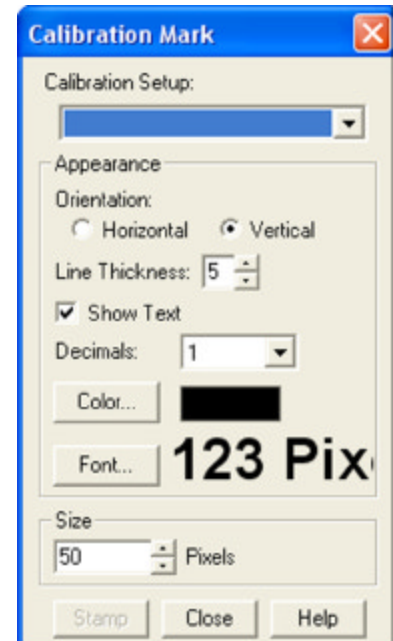 Calibration Mark
Calibration Setup:
Appearance
Orientation:
Horizontal Vertical
Line Thickness: 5
Show Text
Decimals: 1
Color...
Font... 123 Pix
Size
50 Pixels
Stamp Close Help